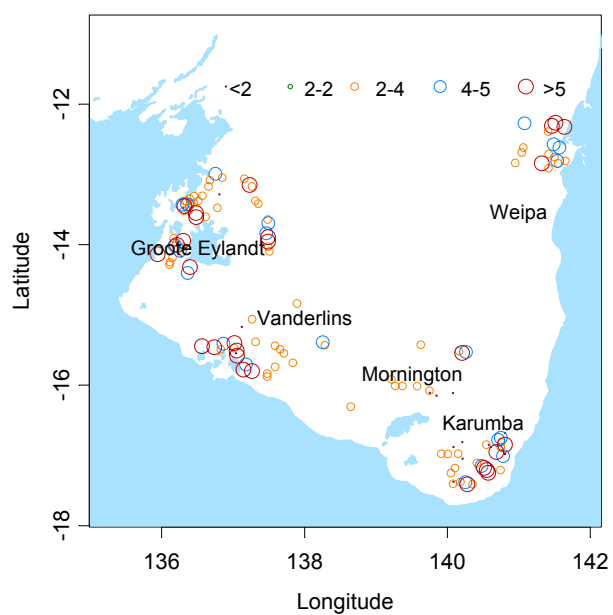 <2 2-2 2-4 4-5 >5
-12
Weipa
-14
Groote Eylandt
Latitude
Vanderlins
Mornington
-16
Karumba
-18
136 138 140 142
Longitude